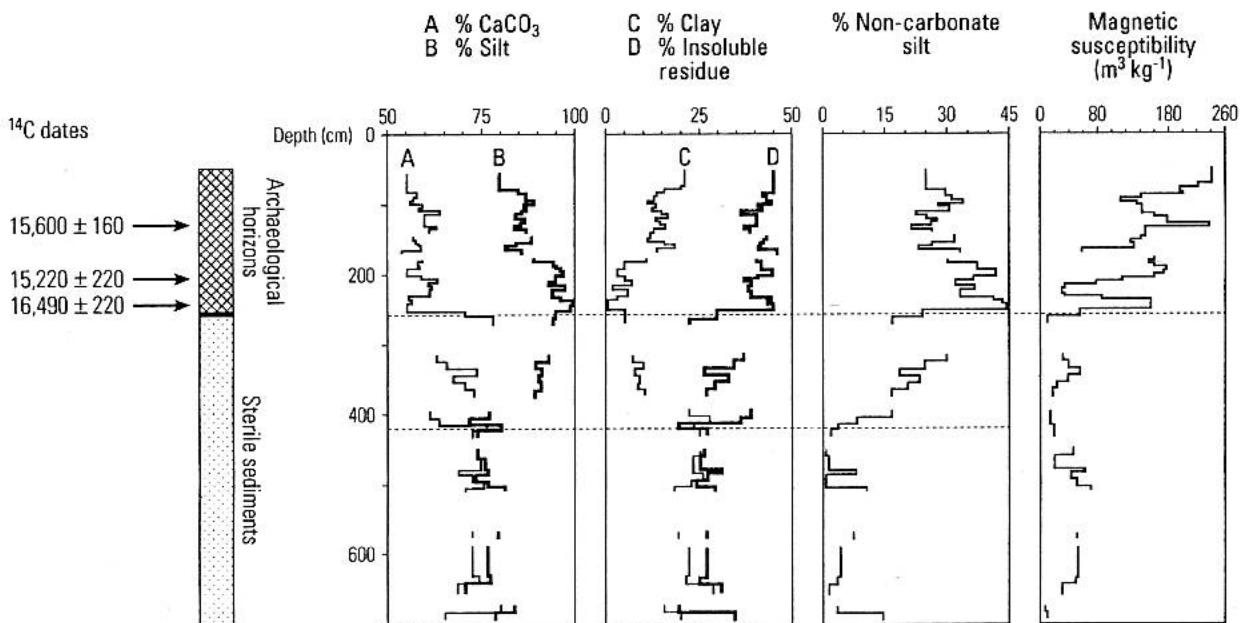 A % CaCO₃
B % Silt
C % Clay
D % Insoluble
residue
% Non-carbonate
silt
Magnetic
susceptibility
(m³ kg⁻¹)
¹⁴C dates
Depth (cm)
50 75 100
0 25 50
0 15 30 45
0 80 180 260
0
200
400
600
A B C D
15,600 ± 160
15,220 ± 220
16,490 ± 220
Archaeological
horizons
Sterile sediments